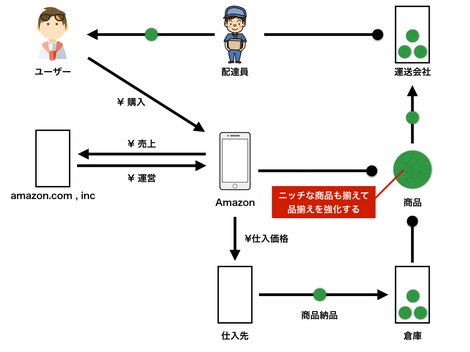 ユーザー
配達員
運送会社
¥ 購入
¥ 売上
¥ 運営
amazon.com , inc
Amazon
ニッチな商品も揃えて
品揃えを強化する
商品
¥仕入価格
商品納品
仕入先
倉庫